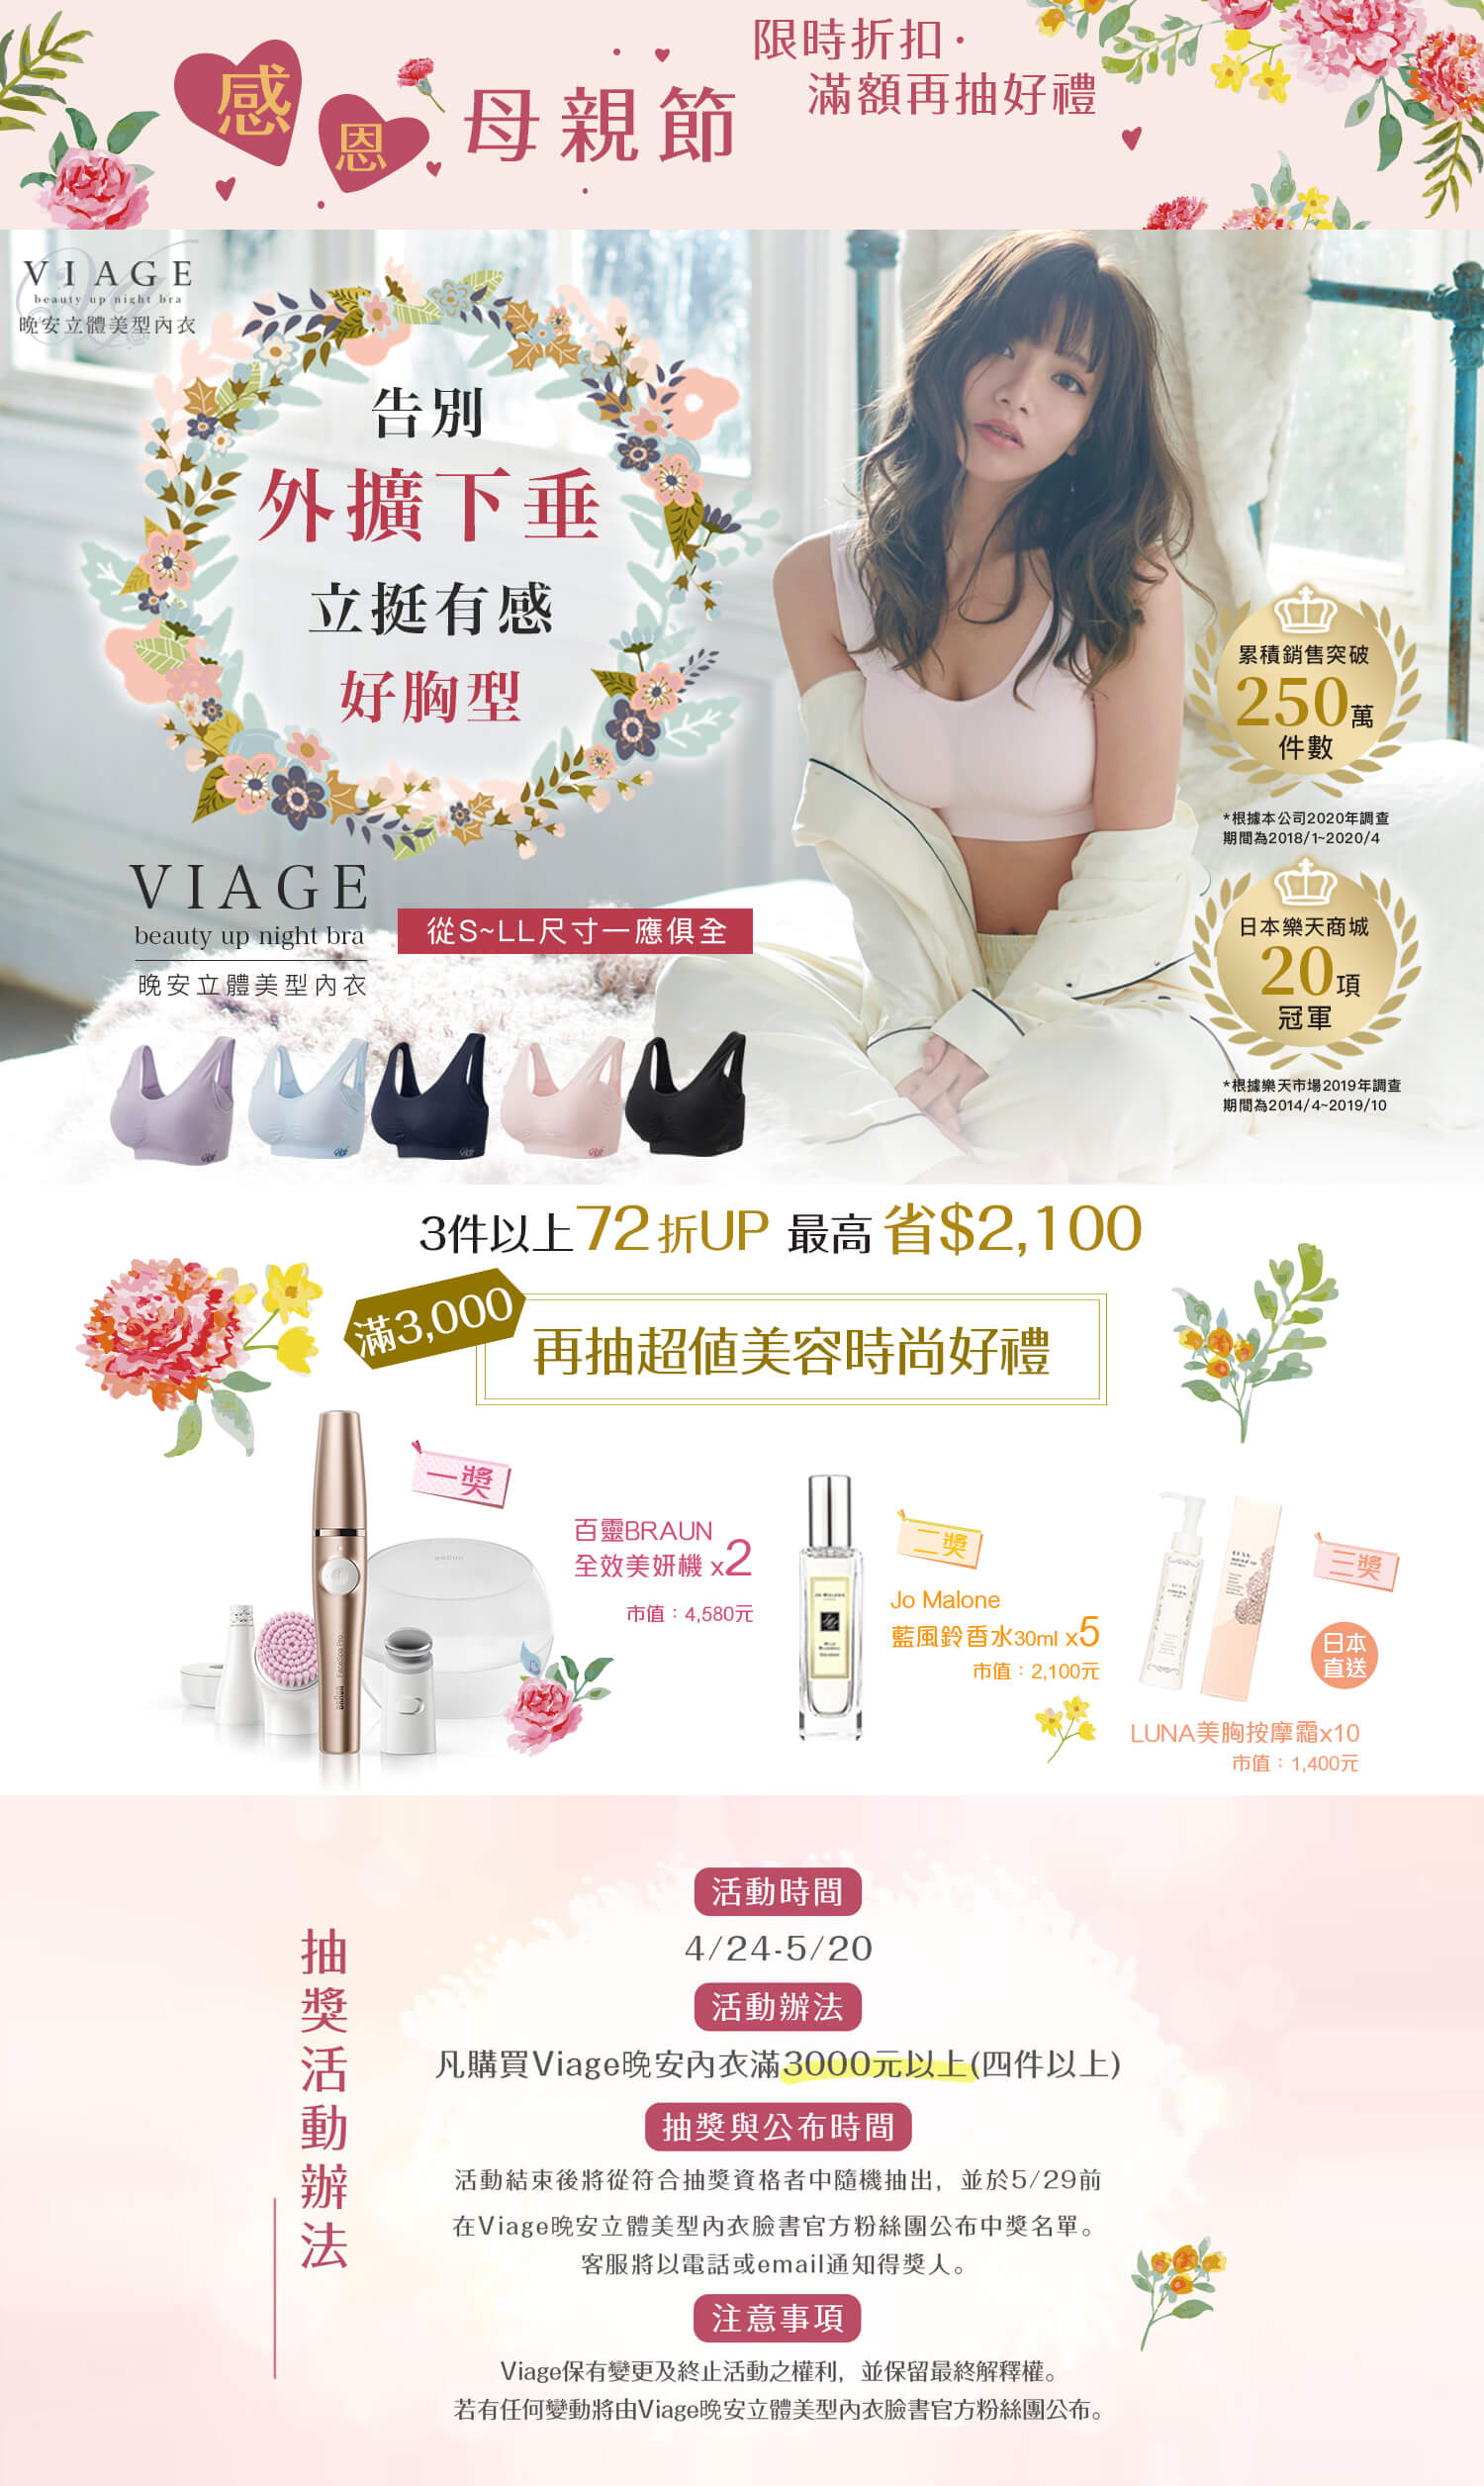 感恩
母親節
限時折扣·
滿額再抽好禮
VIAGE
beauty up night bra
晚安立體美型內衣
告別
外擴下垂
立挺有感
好胸型
累積銷售突破
250萬
件數
*根據本公司2020年調查
期間為2018/1~2020/4
日本樂天商城
20項
冠軍
*根據樂天市場2019年調查
期間為2014/4~2019/10
VIAGE
beauty up night bra
晚安立體美型內衣
從S~LL尺寸一應俱全
3件以上72折UP 最高省$2,100
滿3,000
再抽超值美容時尚好禮
一獎
百靈BRAUN
全效美妍機 x2
市值：4,580元
二獎
Jo Malone
藍風鈴香水30ml x5
市值：2,100元
三獎
日本
直送
LUNA美胸按摩霜x10
市值：1,400元
抽獎活動辦法
活動時間
4/24-5/20
活動辦法
凡購買Viage晚安內衣滿3000元以上(四件以上)
抽獎與公布時間
活動結束後將從符合抽獎資格者中隨機抽出，並於5/29前
在Viage晚安立體美型內衣臉書官方粉絲團公布中獎名單。
客服將以電話或email通知得獎人。
注意事項
Viage保有變更及終止活動之權利，並保留最終解釋權。
若有任何變動將由Viage晚安立體美型內衣臉書官方粉絲團公布。